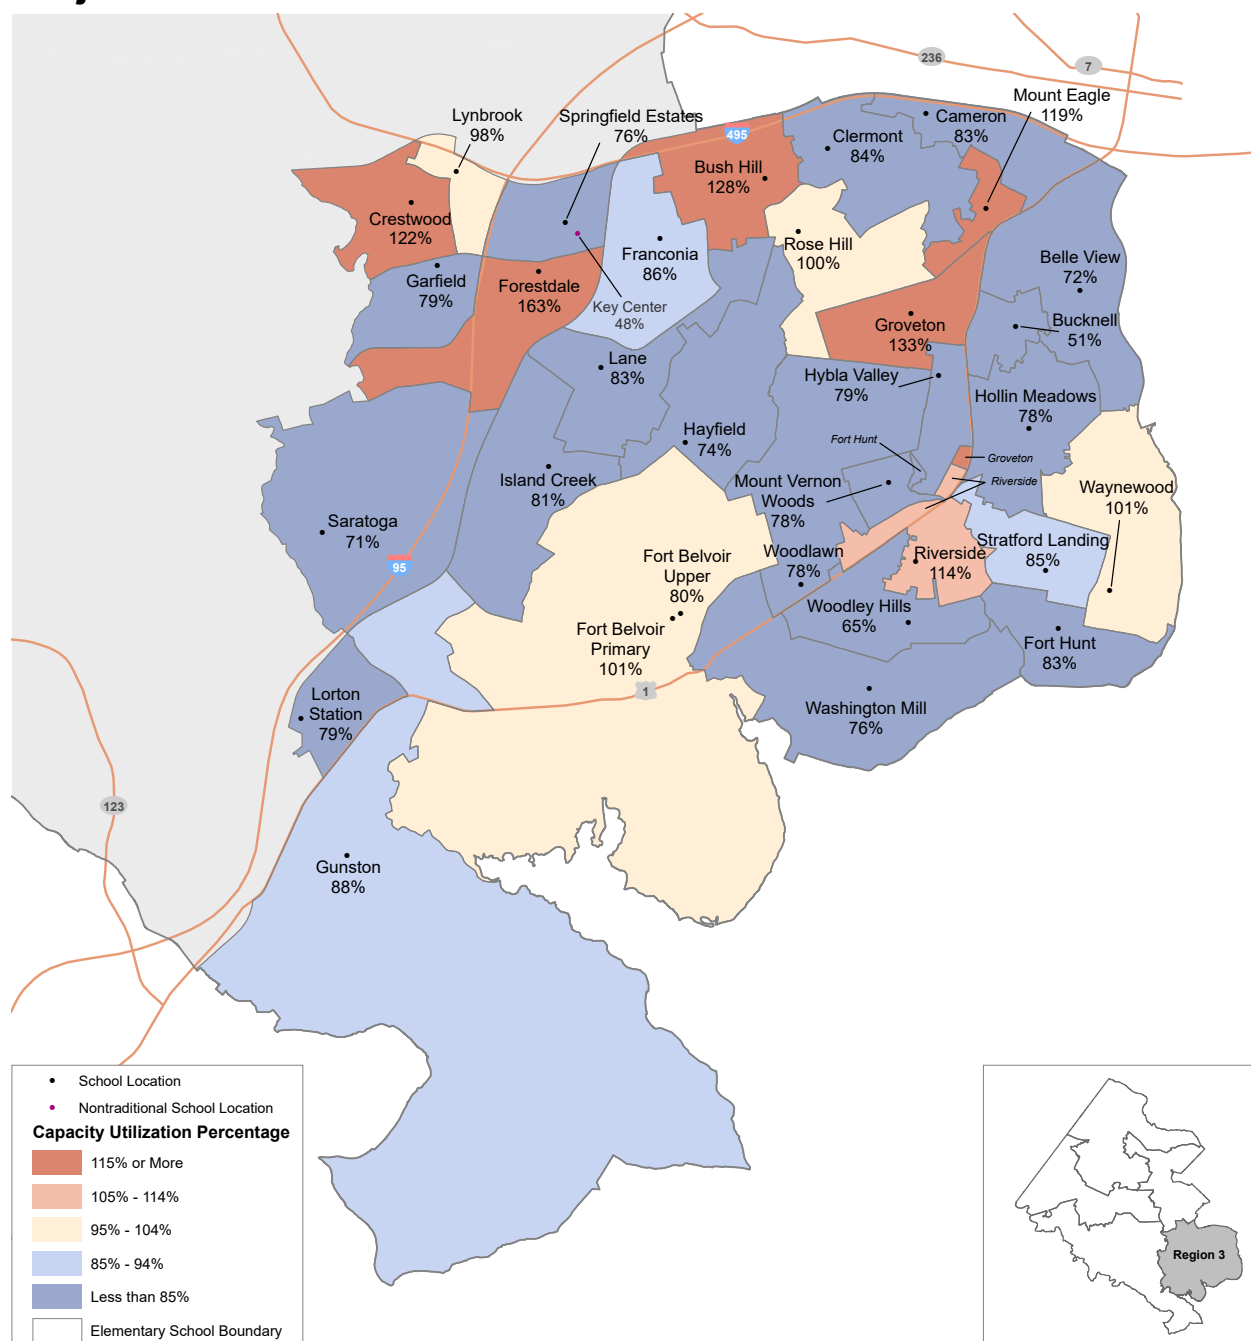 236
7
Mount Eagle
119%
Lynbrook
98%
Springfield Estates
76%
Cameron
83%
495
Clermont
84%
Bush Hill
128%
Crestwood
122%
Franconia
86%
Rose Hill
100%
Belle View
72%
Garfield
79%
Forestdale
163%
Key Center
48%
Groveton
133%
Bucknell
51%
Lane
83%
Hybla Valley
79%
Hollin Meadows
78%
Hayfield
74%
Fort Hunt
Groveton
Riverside
Island Creek
81%
Mount Vernon
Woods
78%
Waynewood
101%
Saratoga
71%
Stratford Landing
85%
Woodlawn
78%
Riverside
114%
95
Fort Belvoir
Upper
80%
Woodley Hills
65%
Fort Belvoir
Primary
101%
Fort Hunt
83%
1
Lorton
Station
79%
Washington Mill
76%
123
Gunston
88%
School Location
Nontraditional School Location
Capacity Utilization Percentage
115% or More
105% - 114%
95% - 104%
85% - 94%
Less than 85%
Elementary School Boundary
Region 3